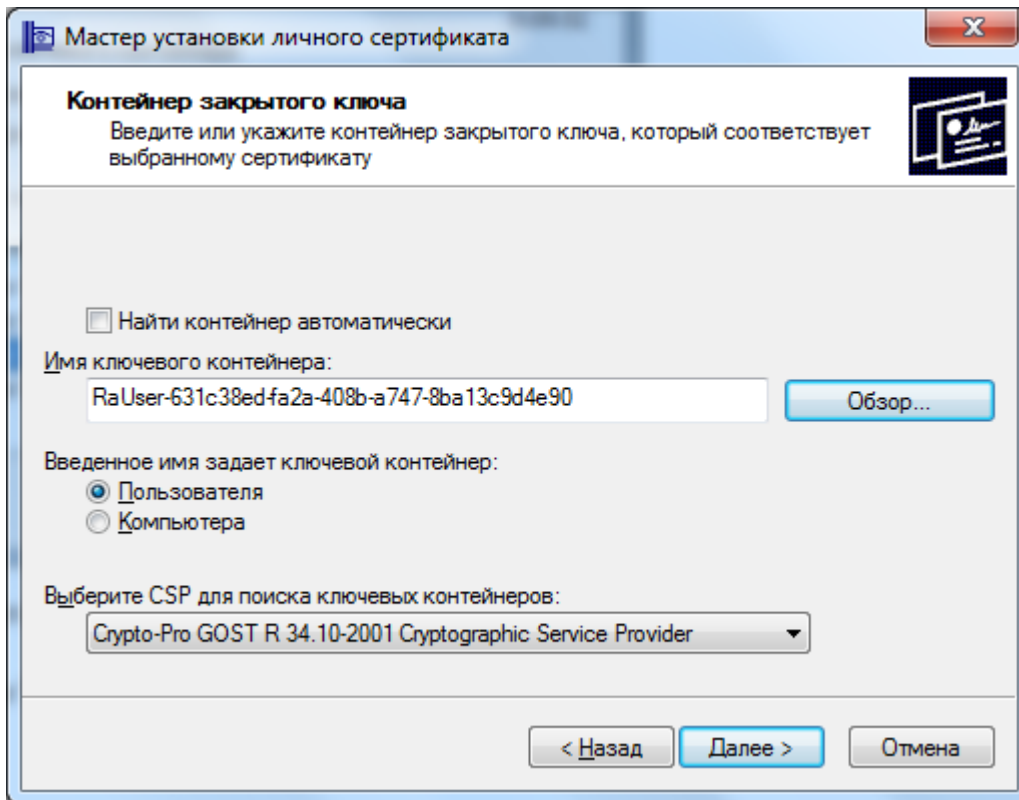 Мастер установки личного сертификата
Контейнер закрытого ключа
Введите или укажите контейнер закрытого ключа, который соответствует
выбранному сертификату
Найти контейнер автоматически
Имя ключевого контейнера:
RaUser-631c38ed-fa2a-408b-a747-8ba13c9d4e90
Обзор...
Введенное имя задает ключевой контейнер:
Пользователя
Компьютера
Выберите CSP для поиска ключевых контейнеров:
Crypto-Pro GOST R 34.10-2001 Cryptographic Service Provider
< Назад
Далее >
Отмена